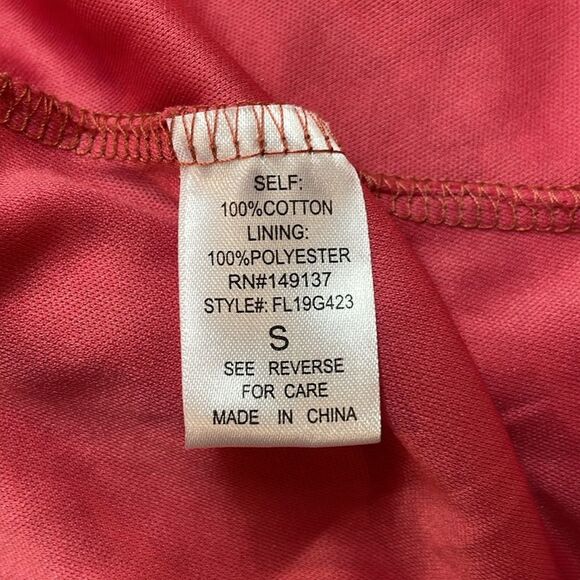 SELF:
100%COTTON
LINING:
100%POLYESTER
RN#149137
STYLE#: FL19G423
S
SEE REVERSE
FOR CARE
MADE IN CHINA